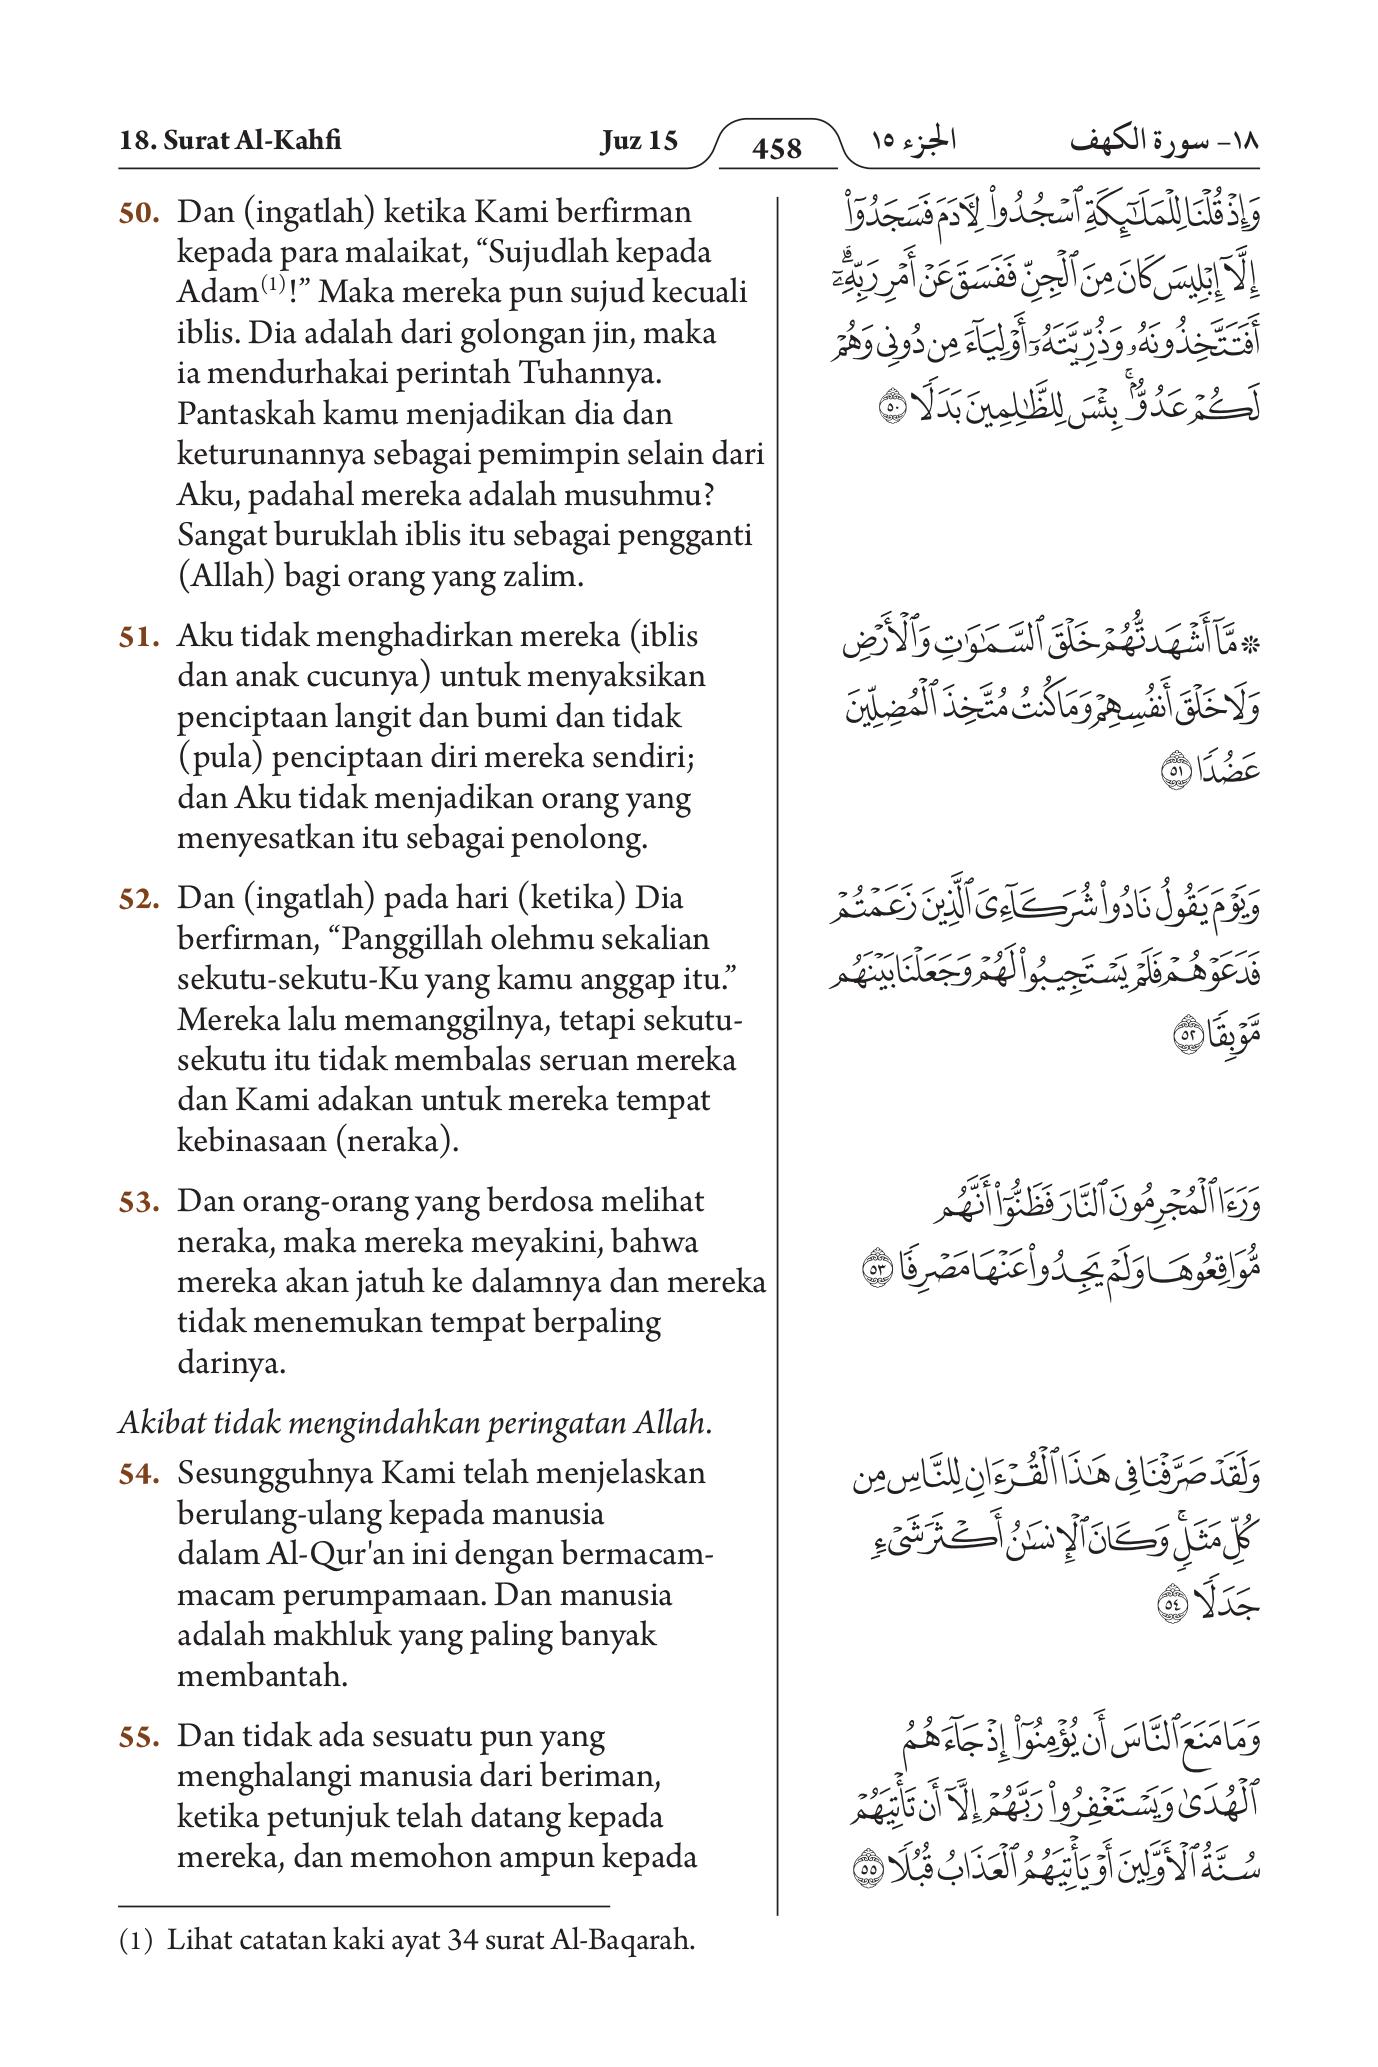 18. Surat Al-Kahfi
Juz 15
458
الجزء ١٥
١٨- سورة الكهف
50. Dan (ingatlah) ketika Kami berfirman
kepada para malaikat, “Sujudlah kepada
Adam⁽¹⁾!” Maka mereka pun sujud kecuali
iblis. Dia adalah dari golongan jin, maka
ia mendurhakai perintah Tuhannya.
Pantaskah kamu menjadikan dia dan
keturunannya sebagai pemimpin selain dari
Aku, padahal mereka adalah musuhmu?
Sangat buruklah iblis itu sebagai pengganti
(Allah) bagi orang yang zalim.
51. Aku tidak menghadirkan mereka (iblis
dan anak cucunya) untuk menyaksikan
penciptaan langit dan bumi dan tidak
(pula) penciptaan diri mereka sendiri;
dan Aku tidak menjadikan orang yang
menyesatkan itu sebagai penolong.
52. Dan (ingatlah) pada hari (ketika) Dia
berfirman, “Panggillah olehmu sekalian
sekutu-sekutu-Ku yang kamu anggap itu.”
Mereka lalu memanggilnya, tetapi sekutu-
sekutu itu tidak membalas seruan mereka
dan Kami adakan untuk mereka tempat
kebinasaan (neraka).
53. Dan orang-orang yang berdosa melihat
neraka, maka mereka meyakini, bahwa
mereka akan jatuh ke dalamnya dan mereka
tidak menemukan tempat berpaling
darinya.
Akibat tidak mengindahkan peringatan Allah.
54. Sesungguhnya Kami telah menjelaskan
berulang-ulang kepada manusia
dalam Al-Qur'an ini dengan bermacam-
macam perumpamaan. Dan manusia
adalah makhluk yang paling banyak
membantah.
55. Dan tidak ada sesuatu pun yang
menghalangi manusia dari beriman,
ketika petunjuk telah datang kepada
mereka, dan memohon ampun kepada
وَإِذْ قُلْنَا لِلْمَلَـٰٓئِكَةِ ٱسْجُدُوا۟ لِـَٔادَمَ فَسَجَدُوٓا۟
إِلَّآ إِبْلِيسَ كَانَ مِنَ ٱلْجِنِّ فَفَسَقَ عَنْ أَمْرِ رَبِّهِۦٓ ۗ
أَفَتَتَّخِذُونَهُۥ وَذُرِّيَّتَهُۥٓ أَوْلِيَآءَ مِن دُونِى وَهُمْ
لَكُمْ عَدُوٌّۢ ۚ بِئْسَ لِلظَّـٰلِمِينَ بَدَلًا ٥٠
۞ مَّآ أَشْهَدتُّهُمْ خَلْقَ ٱلسَّمَـٰوَٰتِ وَٱلْأَرْضِ
وَلَا خَلْقَ أَنفُسِهِمْ وَمَا كُنتُ مُتَّخِذَ ٱلْمُضِلِّينَ
عَضُدًا ٥١
وَيَوْمَ يَقُولُ نَادُوا۟ شُرَكَآءِىَ ٱلَّذِينَ زَعَمْتُمْ
فَدَعَوْهُمْ فَلَمْ يَسْتَجِيبُوا۟ لَهُمْ وَجَعَلْنَا بَيْنَهُم
مَّوْبِقًا ٥٢
وَرَءَا ٱلْمُجْرِمُونَ ٱلنَّارَ فَظَنُّوٓا۟ أَنَّهُم
مُّوَاقِعُوهَا وَلَمْ يَجِدُوا۟ عَنْهَا مَصْرِفًا ٥٣
وَلَقَدْ صَرَّفْنَا فِى هَـٰذَا ٱلْقُرْءَانِ لِلنَّاسِ مِن
كُلِّ مَثَلٍ ۚ وَكَانَ ٱلْإِنسَـٰنُ أَكْثَرَ شَىْءٍ
جَدَلًا ٥٤
وَمَا مَنَعَ ٱلنَّاسَ أَن يُؤْمِنُوٓا۟ إِذْ جَآءَهُمُ
ٱلْهُدَىٰ وَيَسْتَغْفِرُوا۟ رَبَّهُمْ إِلَّآ أَن تَأْتِيَهُمْ
سُنَّةُ ٱلْأَوَّلِينَ أَوْ يَأْتِيَهُمُ ٱلْعَذَابُ قُبُلًا ٥٥
(1) Lihat catatan kaki ayat 34 surat Al-Baqarah.